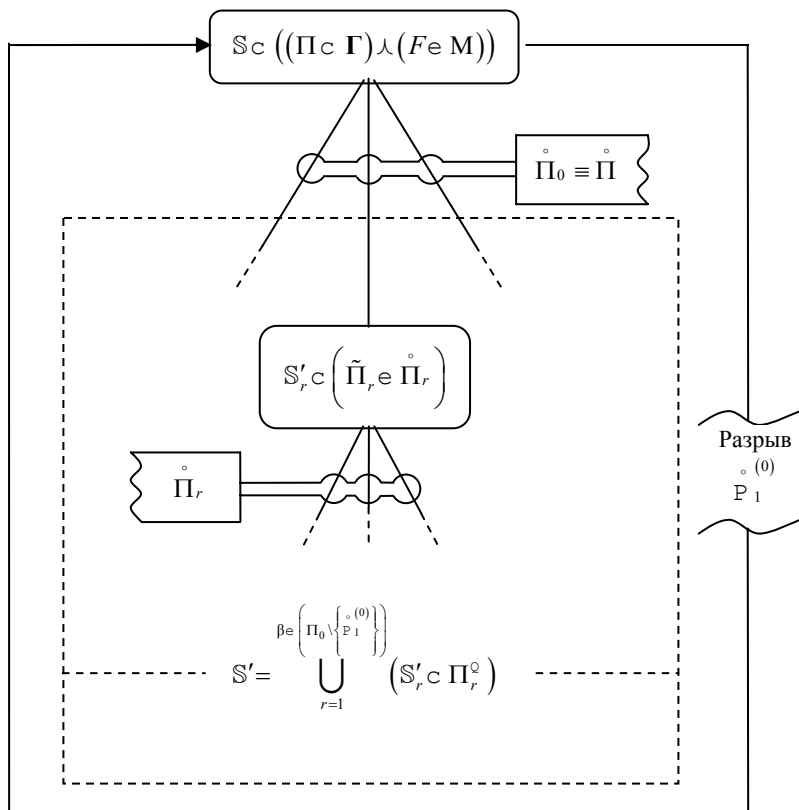 𝕊 ⊂ ((Π ⊂ Γ) ⋏ (F ∈ M))
Π̊₀ ≡ Π̊
𝕊′ᵣ ⊂ (Π̃ᵣ ∈ Π̊ᵣ)
Разрыв
P̊₁⁽⁰⁾
Π̊ᵣ
β∈(Π₀\{P̊₁⁽⁰⁾})
𝕊′ = ⋃ (𝕊′ᵣ ⊂ Πᵣ^Q)
r=1